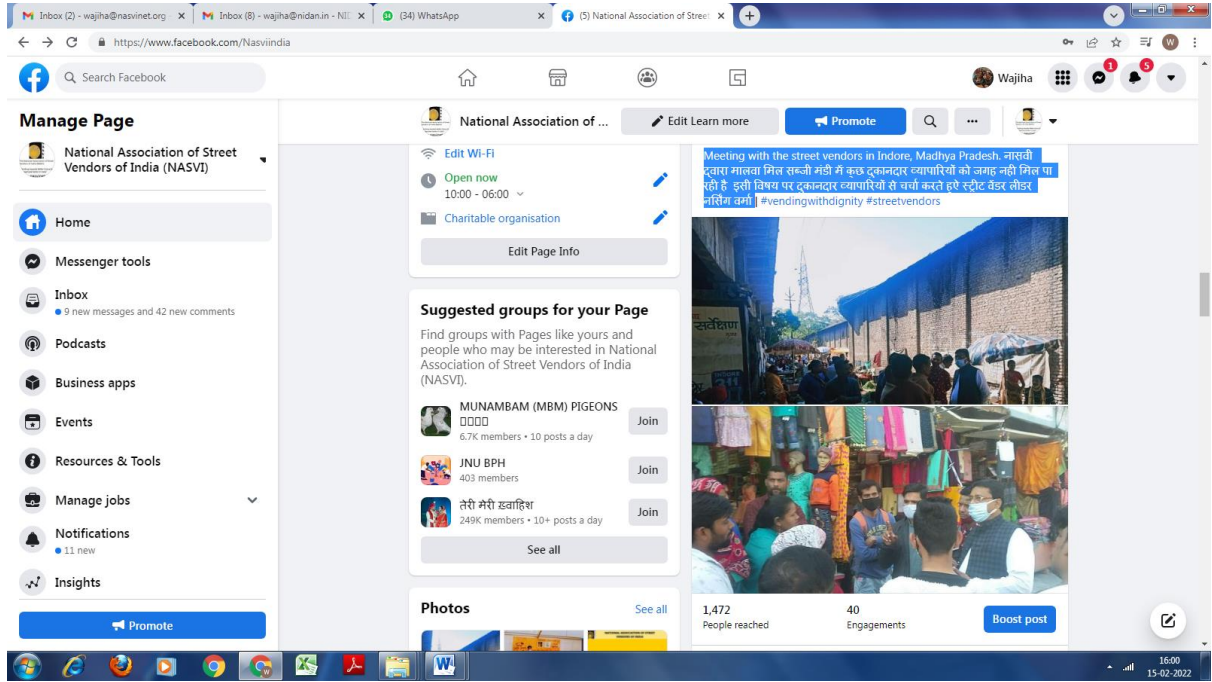 Inbox (2) - wajiha@nasvinet.org
Inbox (8) - wajiha@nidan.in - NI
(34) WhatsApp
(5) National Association of Street
https://www.facebook.com/Nasviindia
Search Facebook
Wajiha
1
5
Manage Page
National Association of Street
Vendors of India (NASVI)
Home
Messenger tools
Inbox
9 new messages and 42 new comments
Podcasts
Business apps
Events
Resources & Tools
Manage jobs
Notifications
11 new
Insights
Promote
National Association of ...
Edit Learn more
Promote
Edit Wi-Fi
Open now
10:00 - 06:00
Charitable organisation
Edit Page Info
Suggested groups for your Page
Find groups with Pages like yours and
people who may be interested in National
Association of Street Vendors of India
(NASVI).
MUNAMBAM (MBM) PIGEONS
6.7K members • 10 posts a day
Join
JNU BPH
403 members
Join
तेरी मेरी ख़्वाहिश
249K members • 10+ posts a day
Join
See all
Photos
See all
Meeting with the street vendors in Indore, Madhya Pradesh. नासवी
द्वारा मालवा मिल सब्जी मंडी में कुछ दुकानदार व्यापारियों को जगह नही मिल पा
रही है इसी विषय पर दुकानदार व्यापारियों से चर्चा करते हुऐ स्ट्रीट वेंडर लीडर
नर्सिंग वर्मा | #vendingwithdignity #streetvendors
सर्वेक्षण
311
1,472
People reached
40
Engagements
Boost post
16:00
15-02-2022